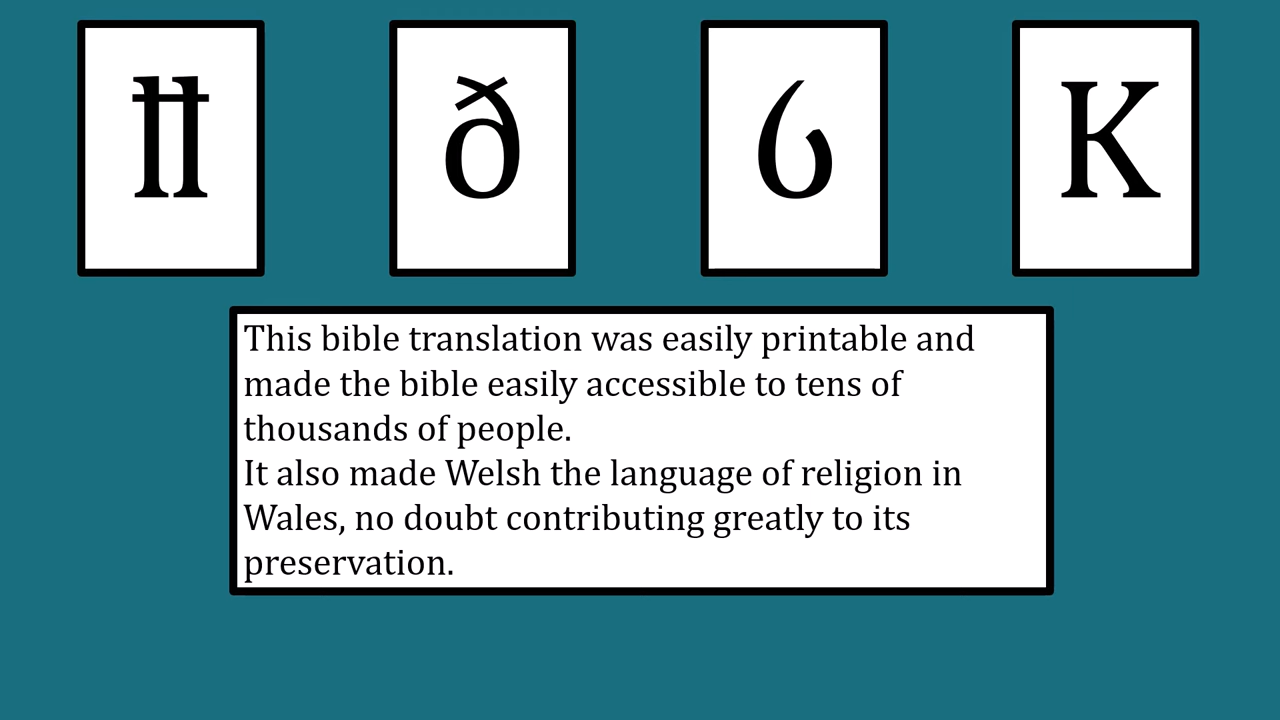 ỻ ð ỽ K
This bible translation was easily printable and
made the bible easily accessible to tens of
thousands of people.
It also made Welsh the language of religion in
Wales, no doubt contributing greatly to its
preservation.